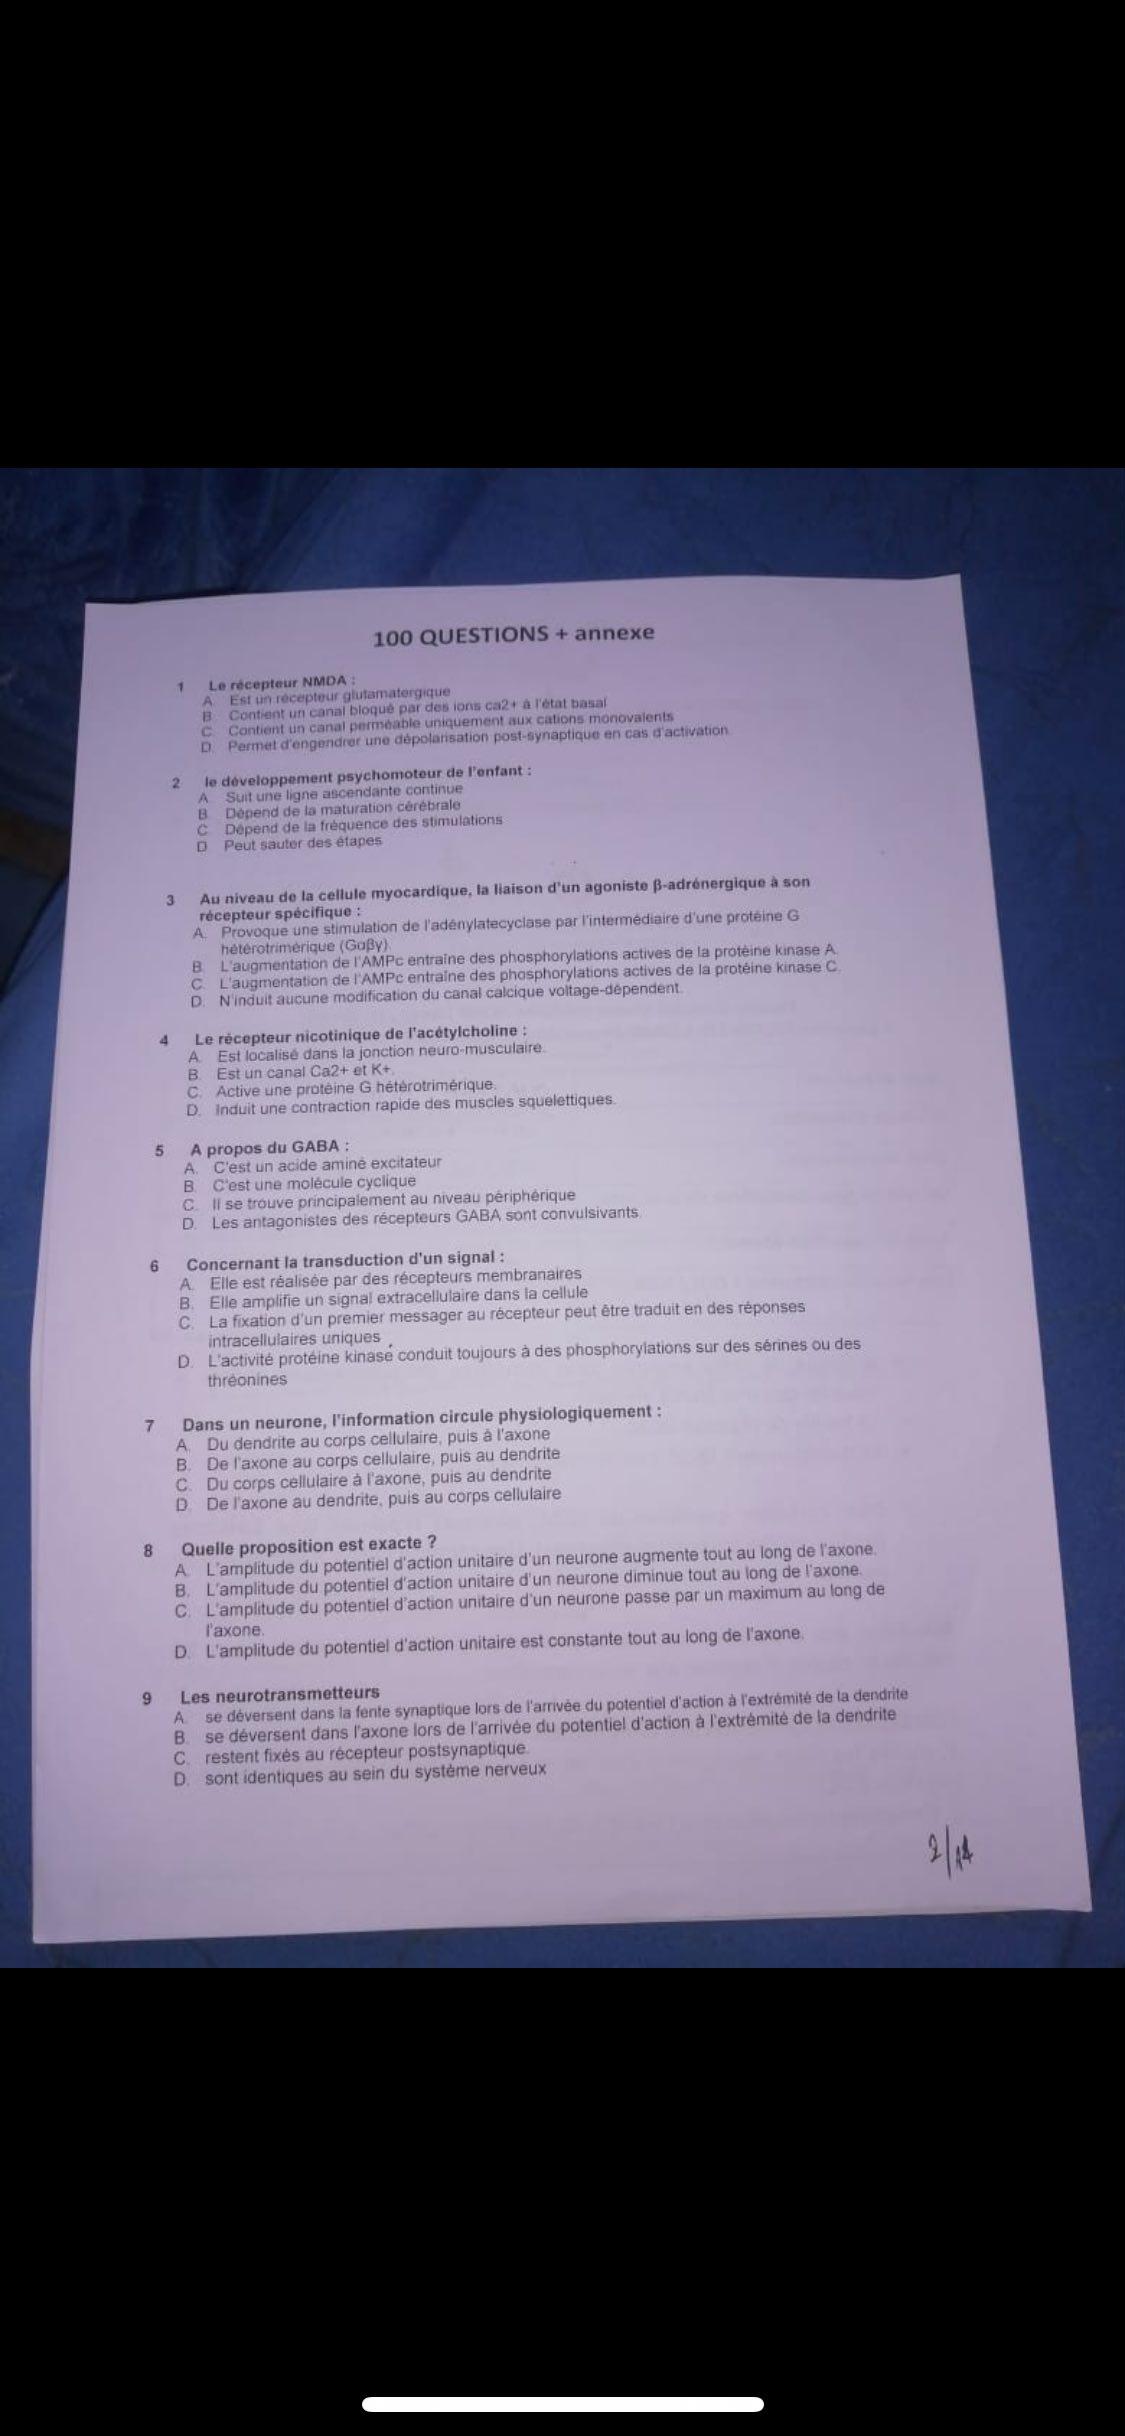 100 QUESTIONS + annexe
1 Le récepteur NMDA :
A. Est un récepteur glutamatergique
B. Contient un canal bloqué par des ions ca2+ à l'état basal
C. Contient un canal perméable uniquement aux cations monovalents
D. Permet d'engendrer une dépolarisation post-synaptique en cas d'activation.
2 le développement psychomoteur de l'enfant :
A. Suit une ligne ascendante continue
B. Dépend de la maturation cérébrale
C. Dépend de la fréquence des stimulations
D Peut sauter des étapes
3 Au niveau de la cellule myocardique, la liaison d'un agoniste β-adrénergique à son
récepteur spécifique :
A. Provoque une stimulation de l'adénylatecyclase par l'intermédiaire d'une protéine G
hétérotrimérique (Gαβγ).
B. L'augmentation de l'AMPc entraîne des phosphorylations actives de la protéine kinase A.
C. L'augmentation de l'AMPc entraîne des phosphorylations actives de la protéine kinase C.
D. N'induit aucune modification du canal calcique voltage-dépendent.
4 Le récepteur nicotinique de l'acétylcholine :
A. Est localisé dans la jonction neuro-musculaire.
B. Est un canal Ca2+ et K+.
C. Active une protéine G hétérotrimérique.
D. Induit une contraction rapide des muscles squelettiques.
5 A propos du GABA :
A. C'est un acide aminé excitateur
B. C'est une molécule cyclique
C. Il se trouve principalement au niveau périphérique
D. Les antagonistes des récepteurs GABA sont convulsivants.
6 Concernant la transduction d'un signal :
A. Elle est réalisée par des récepteurs membranaires
B. Elle amplifie un signal extracellulaire dans la cellule
C. La fixation d'un premier messager au récepteur peut être traduit en des réponses
intracellulaires uniques
D. L'activité protéine kinase conduit toujours à des phosphorylations sur des sérines ou des
thréonines
7 Dans un neurone, l'information circule physiologiquement :
A. Du dendrite au corps cellulaire, puis à l'axone
B. De l'axone au corps cellulaire, puis au dendrite
C. Du corps cellulaire à l'axone, puis au dendrite
D. De l'axone au dendrite, puis au corps cellulaire
8 Quelle proposition est exacte ?
A. L'amplitude du potentiel d'action unitaire d'un neurone augmente tout au long de l'axone.
B. L'amplitude du potentiel d'action unitaire d'un neurone diminue tout au long de l'axone.
C. L'amplitude du potentiel d'action unitaire d'un neurone passe par un maximum au long de
l'axone.
D. L'amplitude du potentiel d'action unitaire est constante tout au long de l'axone.
9 Les neurotransmetteurs
A. se déversent dans la fente synaptique lors de l'arrivée du potentiel d'action à l'extrémité de la dendrite
B. se déversent dans l'axone lors de l'arrivée du potentiel d'action à l'extrémité de la dendrite
C. restent fixés au récepteur postsynaptique.
D. sont identiques au sein du système nerveux
2/14